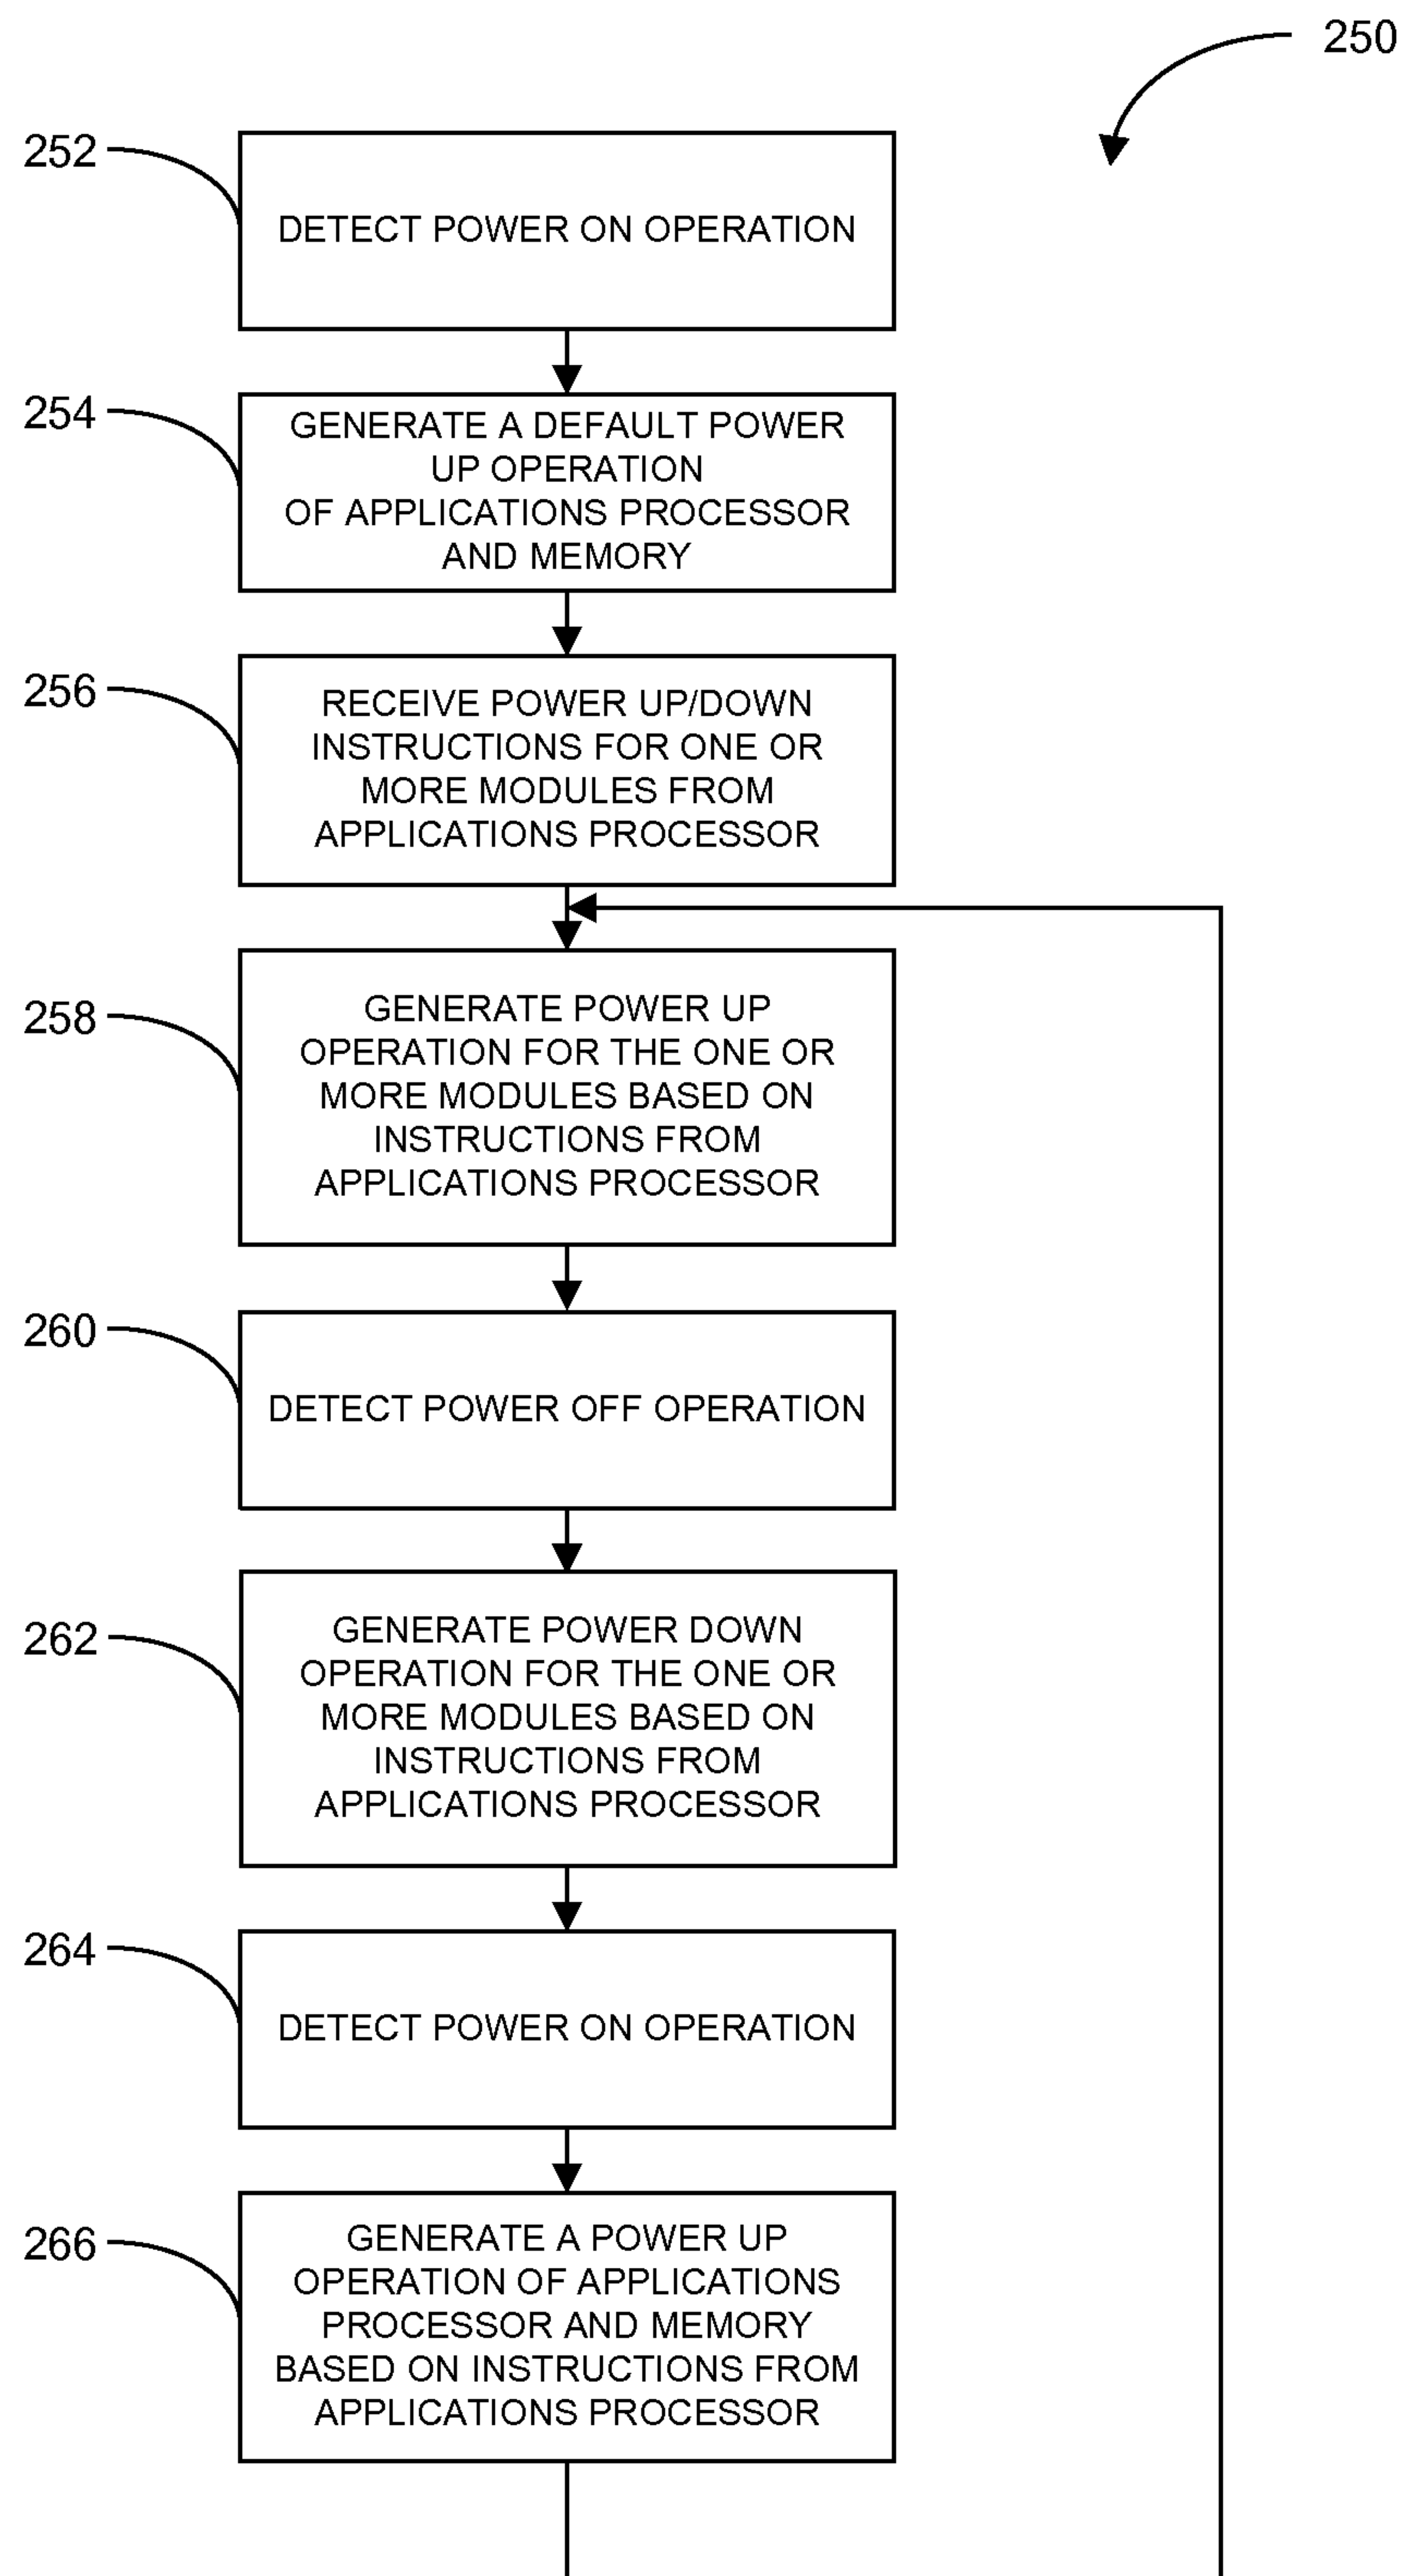 250
252
DETECT POWER ON OPERATION
254
GENERATE A DEFAULT POWER
UP OPERATION
OF APPLICATIONS PROCESSOR
AND MEMORY
256
RECEIVE POWER UP/DOWN
INSTRUCTIONS FOR ONE OR
MORE MODULES FROM
APPLICATIONS PROCESSOR
258
GENERATE POWER UP
OPERATION FOR THE ONE OR
MORE MODULES BASED ON
INSTRUCTIONS FROM
APPLICATIONS PROCESSOR
260
DETECT POWER OFF OPERATION
262
GENERATE POWER DOWN
OPERATION FOR THE ONE OR
MORE MODULES BASED ON
INSTRUCTIONS FROM
APPLICATIONS PROCESSOR
264
DETECT POWER ON OPERATION
266
GENERATE A POWER UP
OPERATION OF APPLICATIONS
PROCESSOR AND MEMORY
BASED ON INSTRUCTIONS FROM
APPLICATIONS PROCESSOR